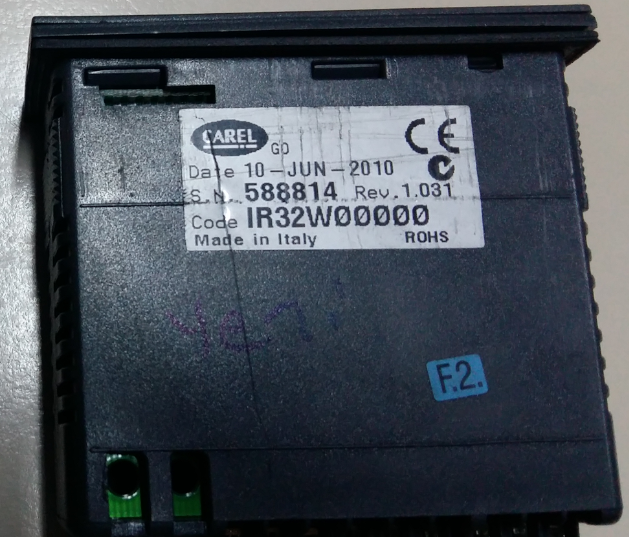 CAREL
GO
Date 10-JUN-2010
S.N. 588814 Rev.1.031
Code IR32W00000
Made in Italy ROHS
F.2.